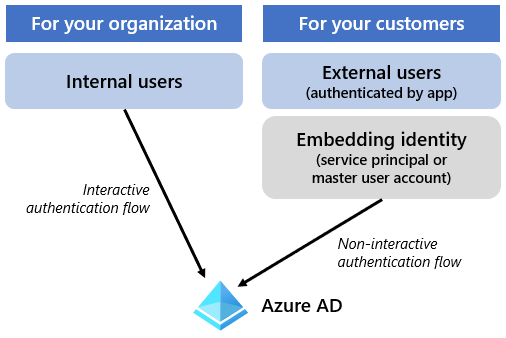 For your organization
For your customers
Internal users
External users
(authenticated by app)
Embedding identity
(service principal or
master user account)
Interactive
authentication flow
Non-interactive
authentication flow
Azure AD